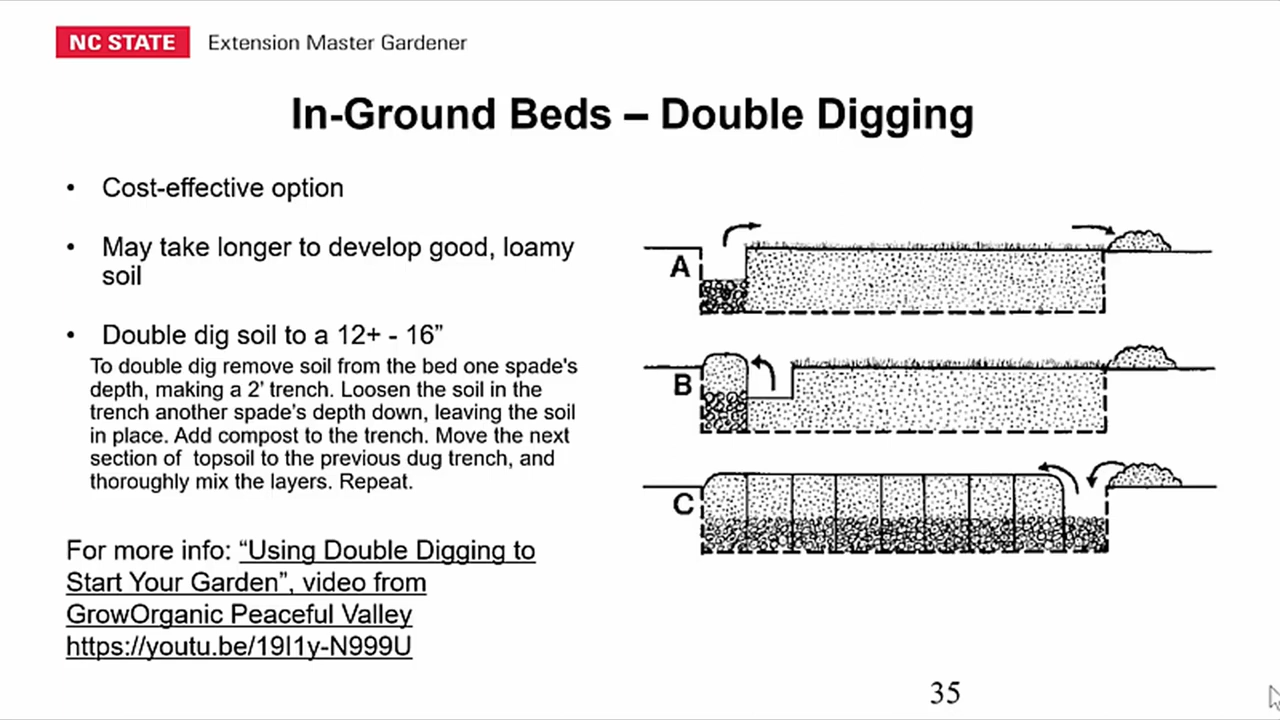 NC STATE Extension Master Gardener
In-Ground Beds – Double Digging
• Cost-effective option
• May take longer to develop good, loamy
soil
• Double dig soil to a 12+ - 16”
To double dig remove soil from the bed one spade's
depth, making a 2’ trench. Loosen the soil in the
trench another spade’s depth down, leaving the soil
in place. Add compost to the trench. Move the next
section of topsoil to the previous dug trench, and
thoroughly mix the layers. Repeat.
For more info: “Using Double Digging to
Start Your Garden”, video from
GrowOrganic Peaceful Valley
https://youtu.be/19I1y-N999U
A
B
C
35